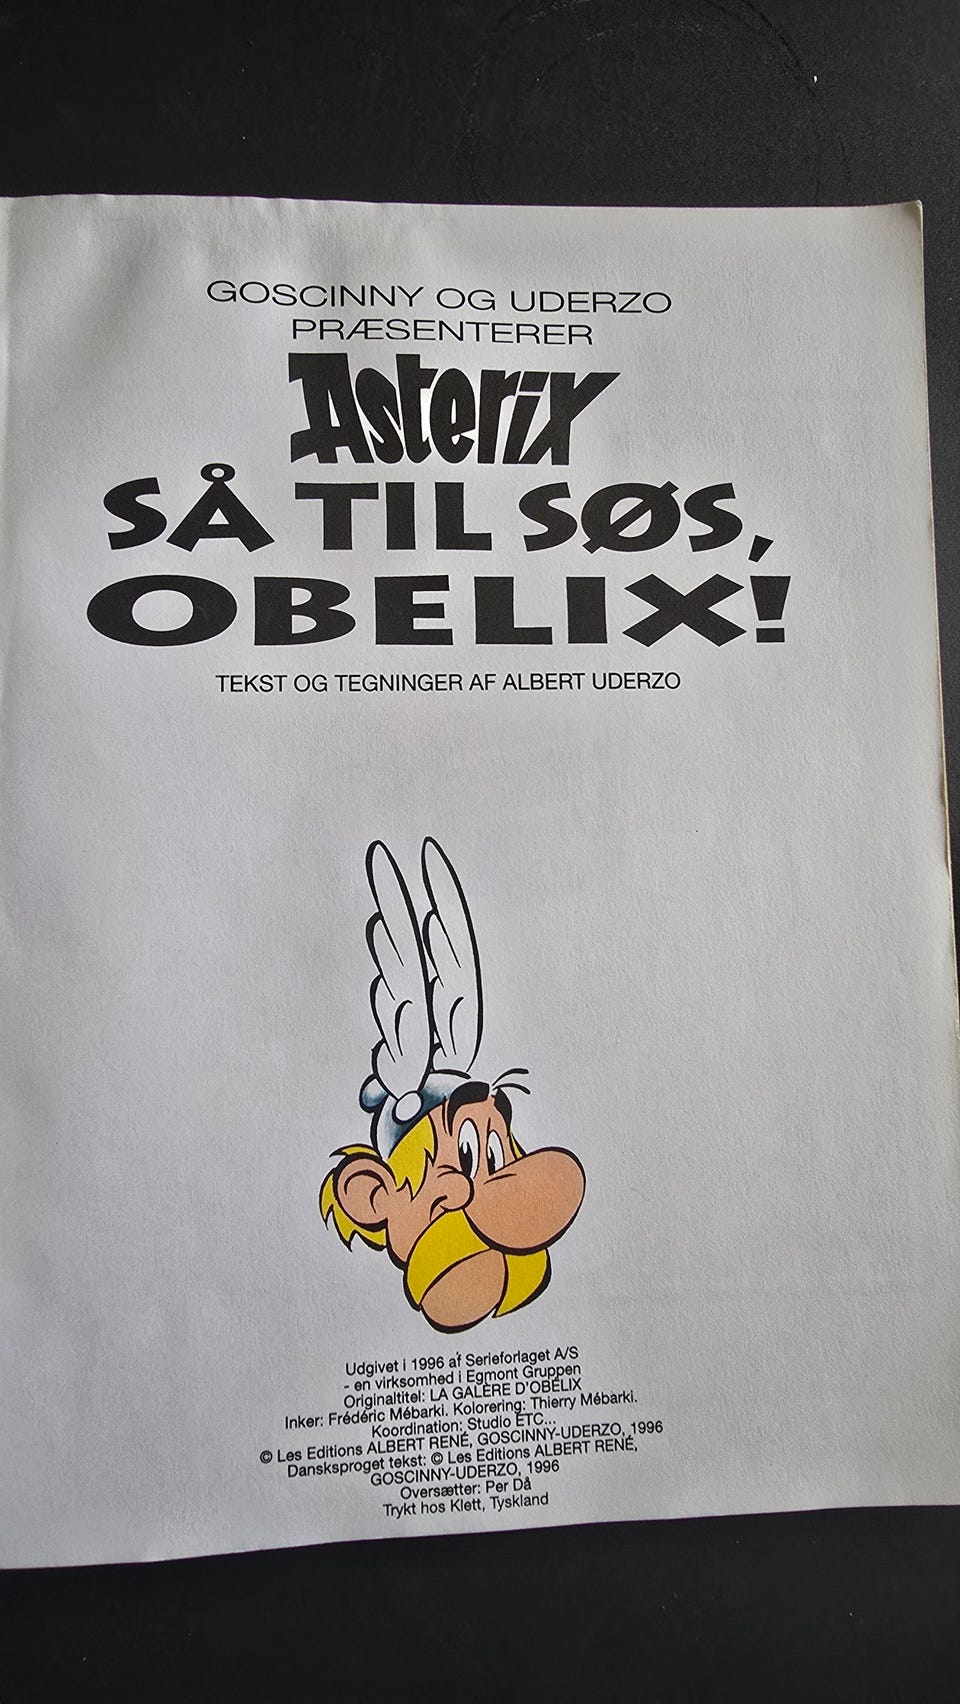 GOSCINNY OG UDERZO
PRÆSENTERER
Asterix
SÅ TIL SØS,
OBELIX!
TEKST OG TEGNINGER AF ALBERT UDERZO
Udgivet i 1996 af Serieforlaget A/S
- en virksomhed i Egmont Gruppen
Originaltitel: LA GALÈRE D'OBÉLIX
Inker: Frédéric Mébarki. Kolorering: Thierry Mébarki.
Koordination: Studio ETC...
© Les Editions ALBERT RENÉ, GOSCINNY-UDERZO, 1996
Dansksproget tekst: © Les Editions ALBERT RENÉ,
GOSCINNY-UDERZO, 1996
Oversætter: Per Då
Trykt hos Klett, Tyskland